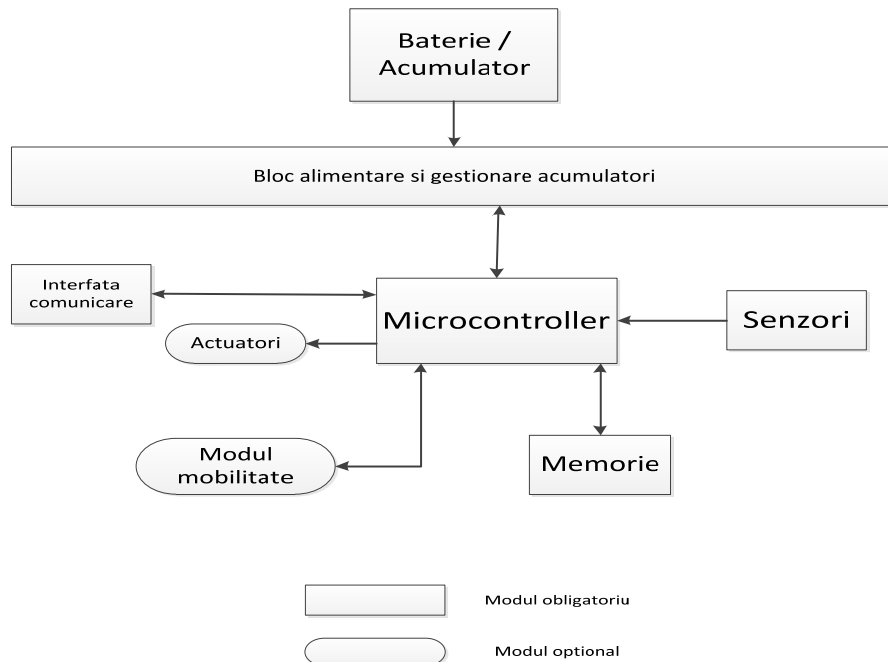 Baterie /
Acumulator
Bloc alimentare si gestionare acumulatori
Interfata
comunicare
Microcontroller
Senzori
Actuatori
Modul
mobilitate
Memorie
Modul obligatoriu
Modul optional